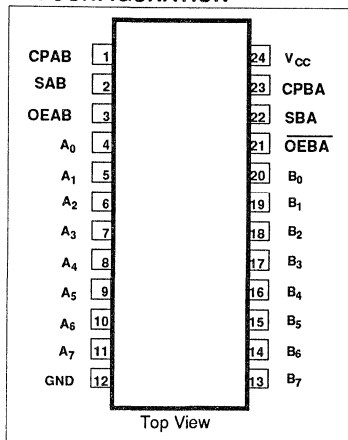 CONFIGURATION
CPAB 1 24 VCC
SAB 2 23 CPBA
OEAB 3 22 SBA
A0 4 21 OEBA
A1 5 20 B0
A2 6 19 B1
A3 7 18 B2
A4 8 17 B3
A5 9 16 B4
A6 10 15 B5
A7 11 14 B6
GND 12 13 B7
Top View